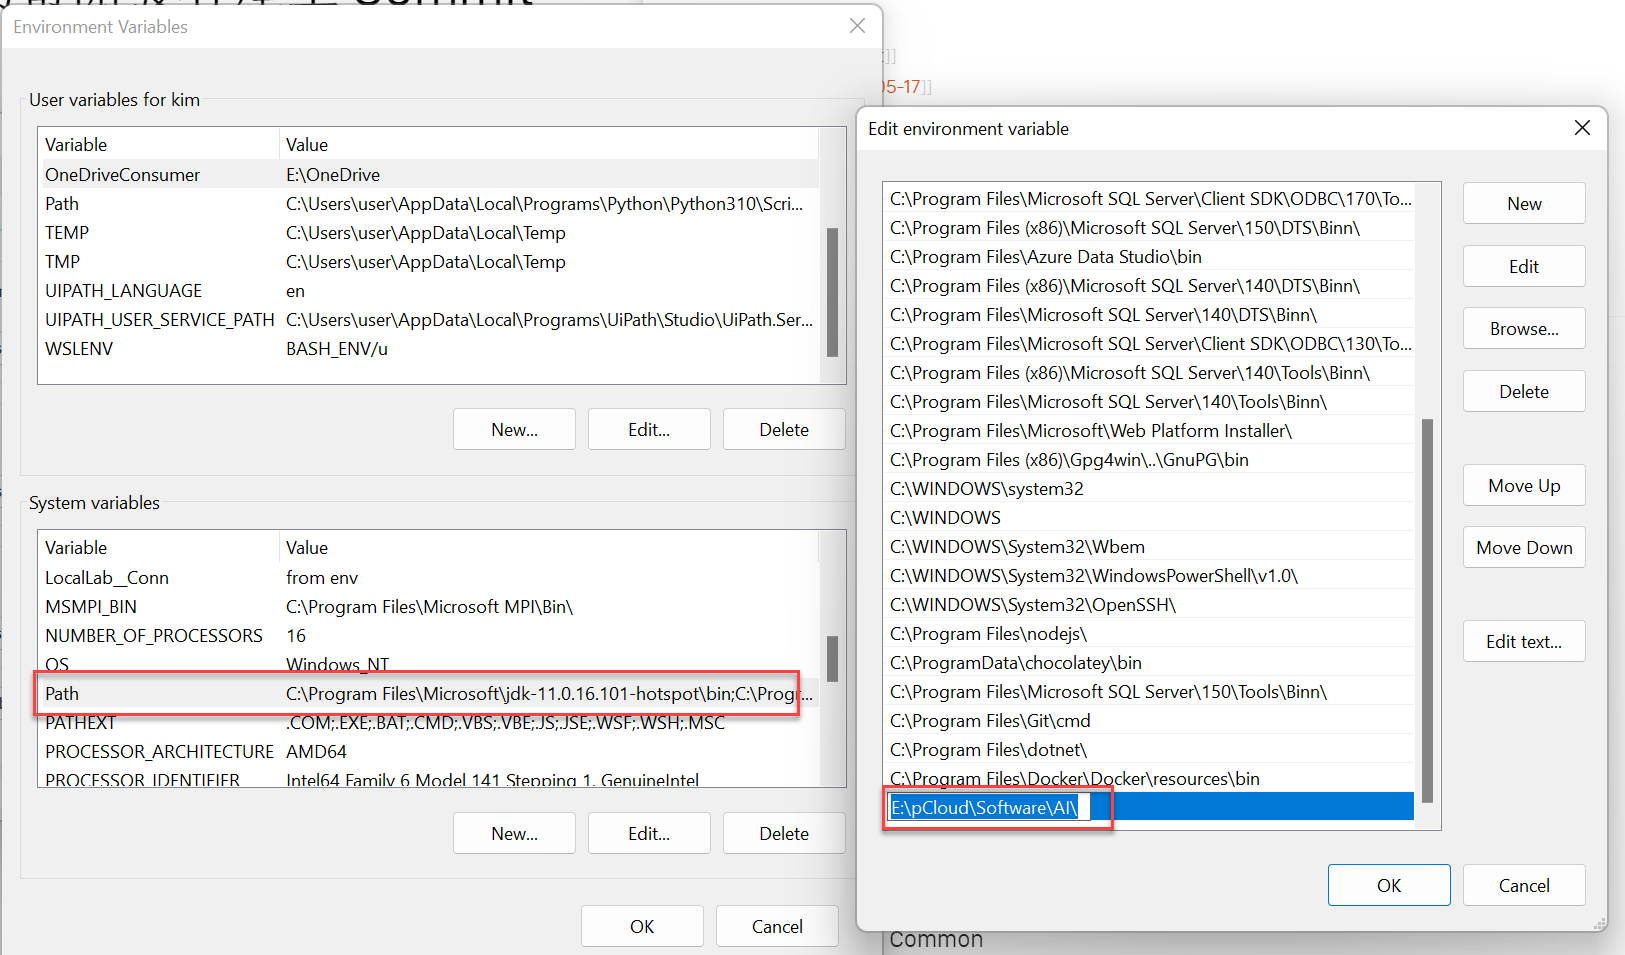 Commit
Environment Variables
]]
05-17]]
User variables for kim
Variable Value
OneDriveConsumer E:\OneDrive
Path C:\Users\user\AppData\Local\Programs\Python\Python310\Scri...
TEMP C:\Users\user\AppData\Local\Temp
TMP C:\Users\user\AppData\Local\Temp
UIPATH_LANGUAGE en
UIPATH_USER_SERVICE_PATH C:\Users\user\AppData\Local\Programs\UiPath\Studio\UiPath.Ser...
WSLENV BASH_ENV/u
New... Edit... Delete
System variables
Variable Value
LocalLab__Conn from env
MSMPI_BIN C:\Program Files\Microsoft MPI\Bin\
NUMBER_OF_PROCESSORS 16
OS Windows_NT
Path C:\Program Files\Microsoft\jdk-11.0.16.101-hotspot\bin;C:\Progr...
PATHEXT .COM;.EXE;.BAT;.CMD;.VBS;.VBE;.JS;.JSE;.WSF;.WSH;.MSC
PROCESSOR_ARCHITECTURE AMD64
PROCESSOR_IDENTIFIER Intel64 Family 6 Model 141 Stepping 1, GenuineIntel
New... Edit... Delete
OK Cancel
Edit environment variable
C:\Program Files\Microsoft SQL Server\Client SDK\ODBC\170\To...
C:\Program Files (x86)\Microsoft SQL Server\150\DTS\Binn\
C:\Program Files\Azure Data Studio\bin
C:\Program Files (x86)\Microsoft SQL Server\140\DTS\Binn\
C:\Program Files\Microsoft SQL Server\140\DTS\Binn\
C:\Program Files\Microsoft SQL Server\Client SDK\ODBC\130\To...
C:\Program Files (x86)\Microsoft SQL Server\140\Tools\Binn\
C:\Program Files\Microsoft SQL Server\140\Tools\Binn\
C:\Program Files\Microsoft\Web Platform Installer\
C:\Program Files (x86)\Gpg4win\..\GnuPG\bin
C:\WINDOWS\system32
C:\WINDOWS
C:\WINDOWS\System32\Wbem
C:\WINDOWS\System32\WindowsPowerShell\v1.0\
C:\WINDOWS\System32\OpenSSH\
C:\Program Files\nodejs\
C:\ProgramData\chocolatey\bin
C:\Program Files\Microsoft SQL Server\150\Tools\Binn\
C:\Program Files\Git\cmd
C:\Program Files\dotnet\
C:\Program Files\Docker\Docker\resources\bin
E:\pCloud\Software\AI\
New
Edit
Browse...
Delete
Move Up
Move Down
Edit text...
OK Cancel
Common